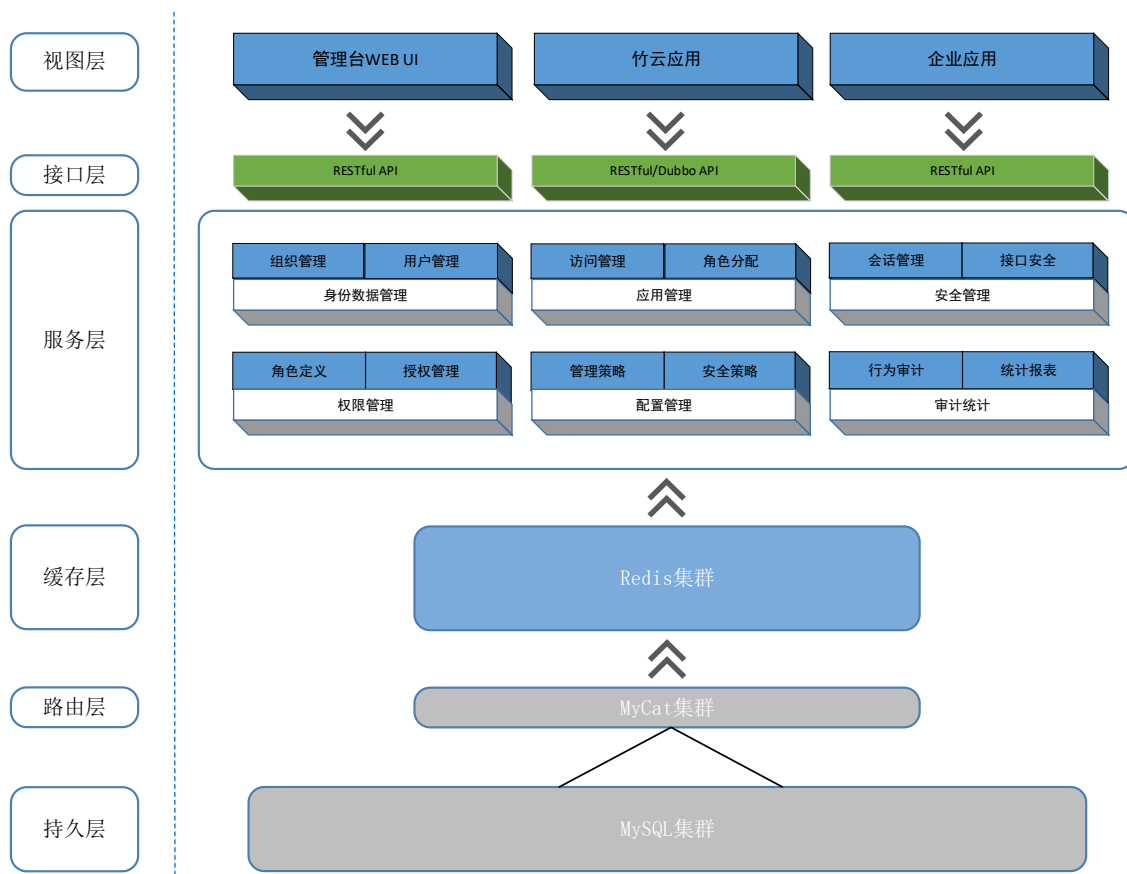 视图层
管理台WEB UI
竹云应用
企业应用
接口层
RESTful API
RESTful/Dubbo API
RESTful API
服务层
组织管理
用户管理
身份数据管理
访问管理
角色分配
应用管理
会话管理
接口安全
安全管理
角色定义
授权管理
权限管理
管理策略
安全策略
配置管理
行为审计
统计报表
审计统计
缓存层
Redis集群
路由层
MyCat集群
持久层
MySQL集群